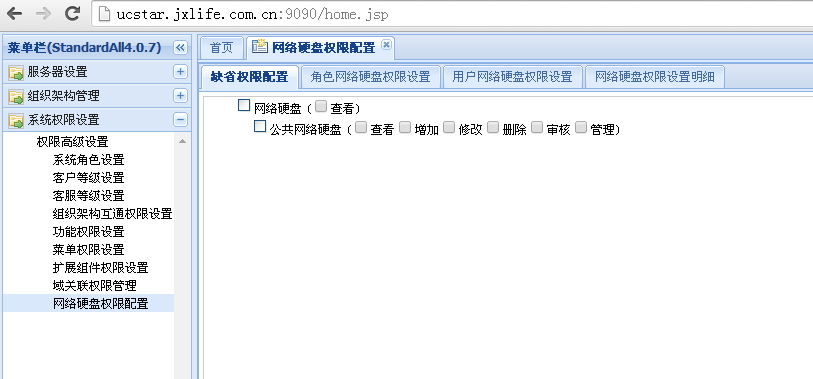 ucstar.jxlife.com.cn:9090/home.jsp
菜单栏(StandardAll4.0.7)
首页 网络硬盘权限配置
服务器设置
组织架构管理
系统权限设置
权限高级设置
系统角色设置
客户等级设置
客服等级设置
组织架构互通权限设置
功能权限设置
菜单权限设置
扩展组件权限设置
域关联权限管理
网络硬盘权限配置
缺省权限配置 角色网络硬盘权限设置 用户网络硬盘权限设置 网络硬盘权限设置明细
网络硬盘 ( 查看)
公共网络硬盘 ( 查看 增加 修改 删除 审核 管理)